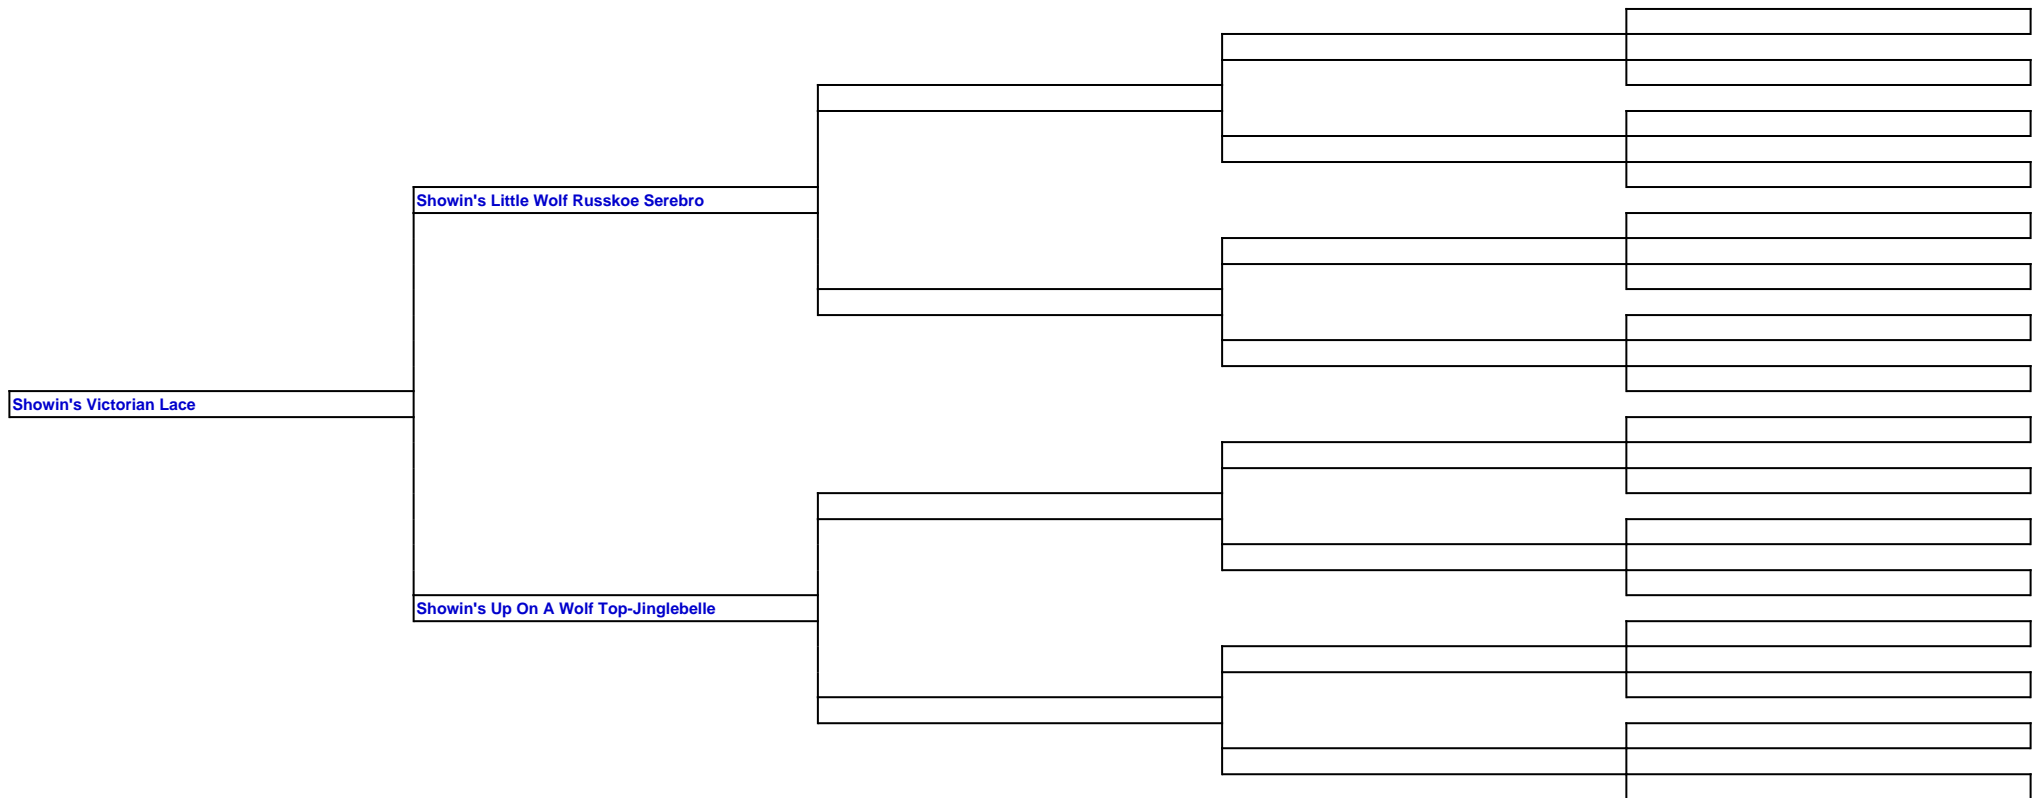 Showin's Little Wolf Russkoe Serebro
Showin's Victorian Lace
Showin's Up On A Wolf Top-Jinglebelle